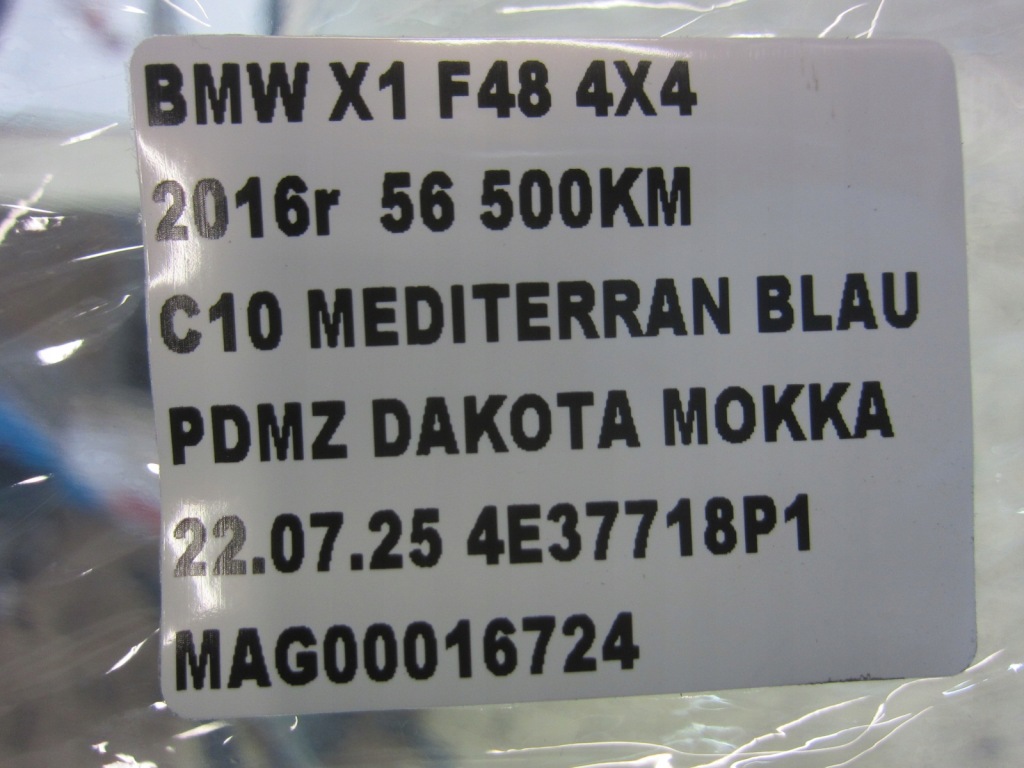 BMW X1 F48 4X4
2016r 56 500KM
C10 MEDITERRAN BLAU
PDMZ DAKOTA MOKKA
22.07.25 4E37718P1
MAG00016724